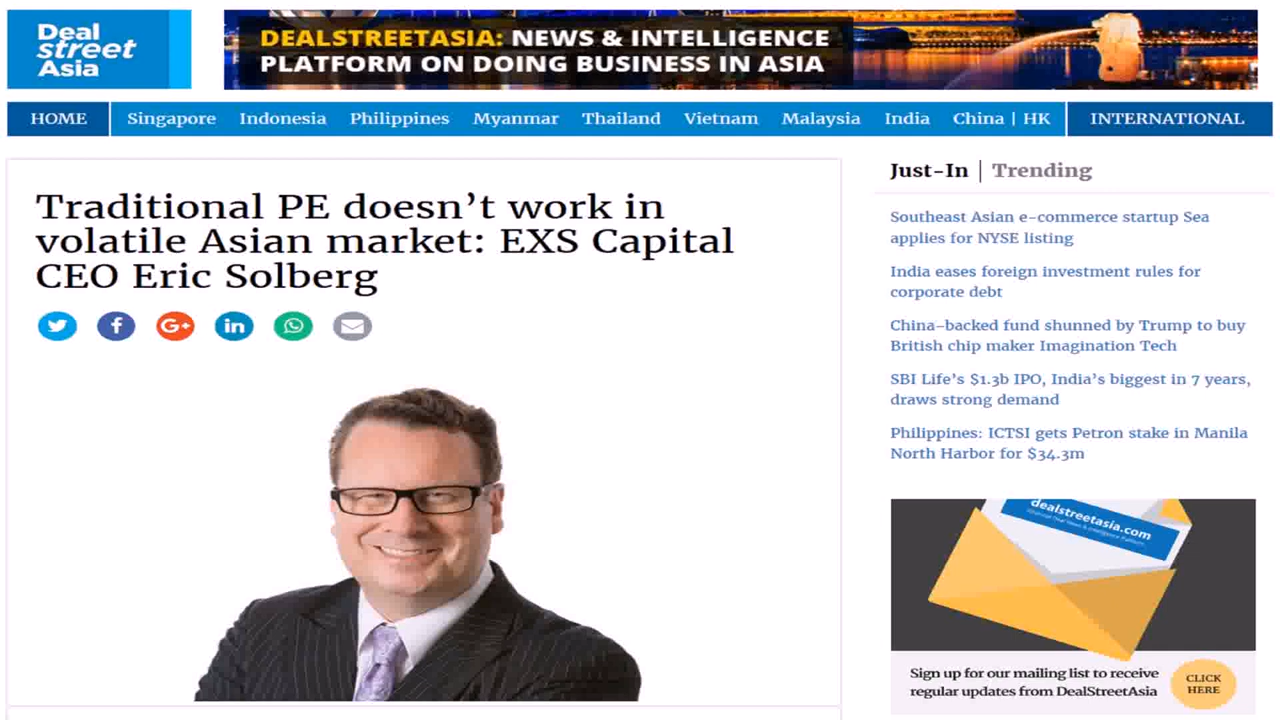 Deal
street
Asia
DEALSTREETASIA: NEWS & INTELLIGENCE
PLATFORM ON DOING BUSINESS IN ASIA
HOME Singapore Indonesia Philippines Myanmar Thailand Vietnam Malaysia India China | HK INTERNATIONAL
Traditional PE doesn’t work in
volatile Asian market: EXS Capital
CEO Eric Solberg
f
G+
in
Just-In | Trending
Southeast Asian e-commerce startup Sea
applies for NYSE listing
India eases foreign investment rules for
corporate debt
China-backed fund shunned by Trump to buy
British chip maker Imagination Tech
SBI Life’s $1.3b IPO, India’s biggest in 7 years,
draws strong demand
Philippines: ICTSI gets Petron stake in Manila
North Harbor for $34.3m
dealstreetasia.com
Sign up for our mailing list to receive
regular updates from DealStreetAsia
CLICK
HERE